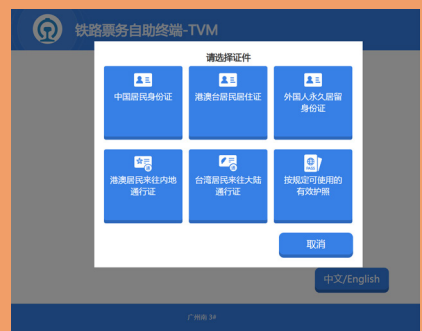 铁路票务自助终端-TVM
请选择证件
中国居民身份证
港澳台居民居住证
外国人永久居留
身份证
港澳居民来往内地
通行证
台湾居民来往大陆
通行证
按规定可使用的
有效护照
取消
中文/English
广州南 3#